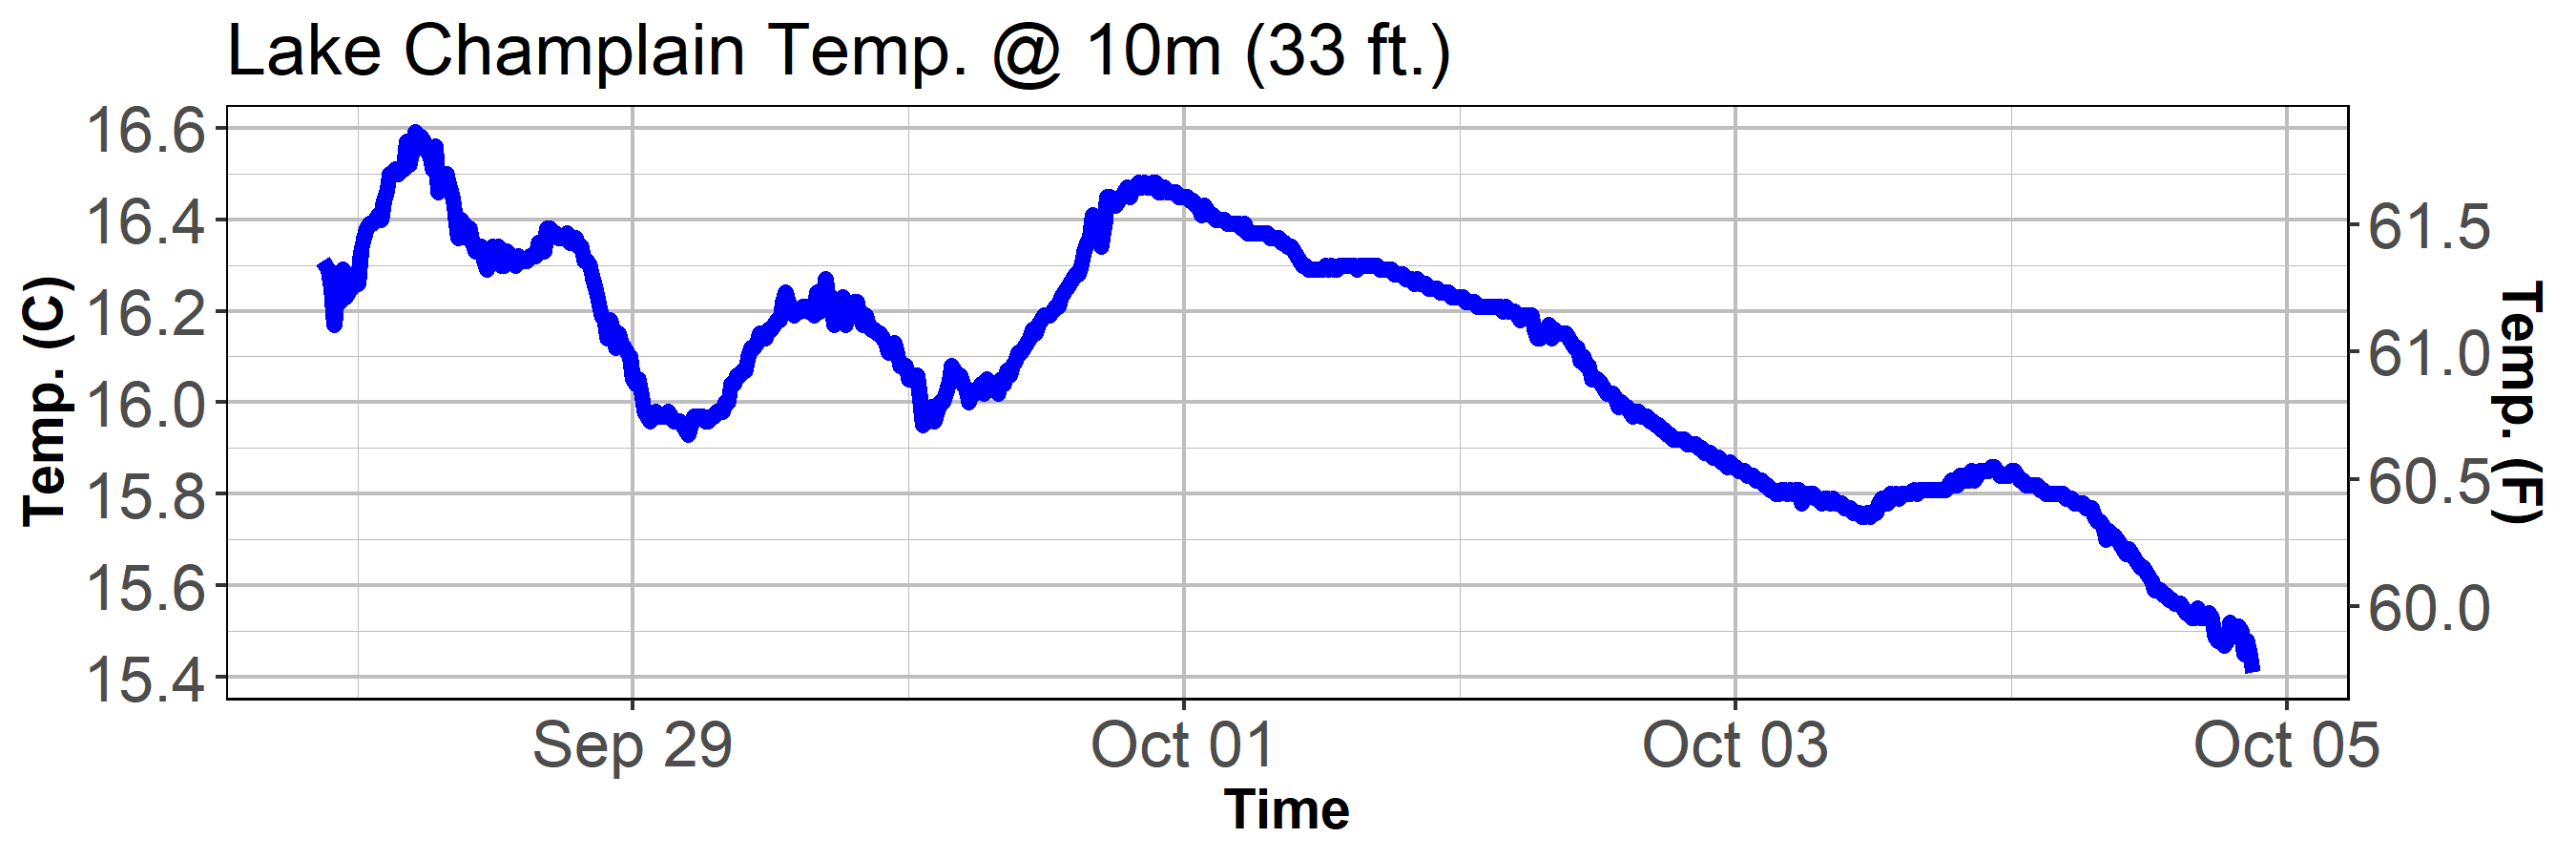 Lake Champlain Temp. @ 10m (33 ft.)
Temp. (C)
16.6
16.4
16.2
16.0
15.8
15.6
15.4
61.5
61.0
60.5
60.0
Temp. (F)
Sep 29 Oct 01 Oct 03 Oct 05
Time